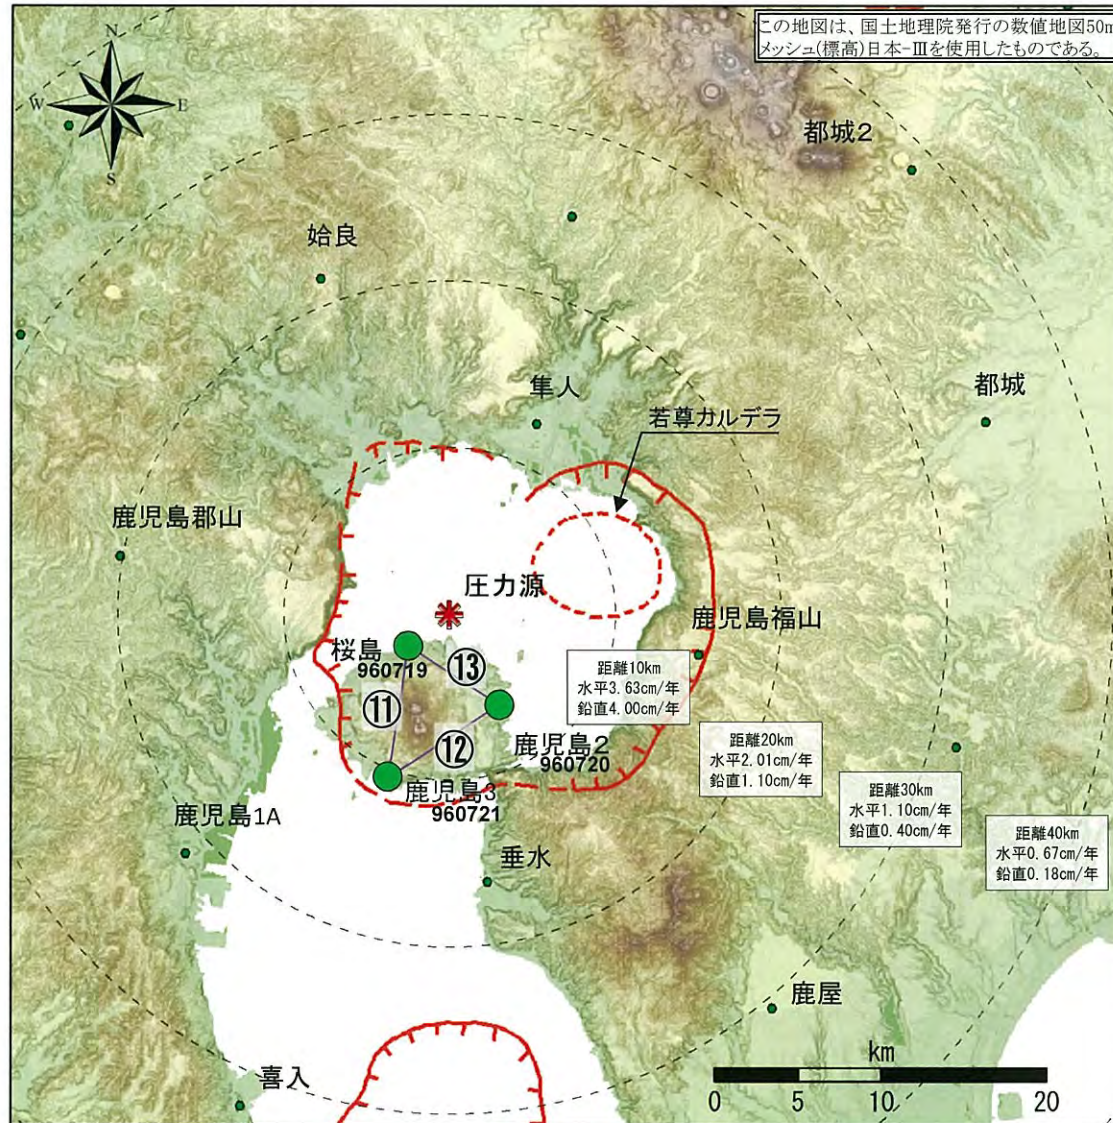 この地図は、国土地理院発行の数値地図50m
メッシュ(標高)日本-Ⅲを使用したものである。
N
W
E
S
都城2
姶良
隼人
都城
若尊カルデラ
鹿児島郡山
圧力源
鹿児島福山
桜島
960719
⑬
距離10km
水平3.63cm/年
鉛直4.00cm/年
⑪
⑫
鹿児島2
960720
距離20km
水平2.01cm/年
鉛直1.10cm/年
鹿児島3
960721
距離30km
水平1.10cm/年
鉛直0.40cm/年
鹿児島1A
距離40km
水平0.67cm/年
鉛直0.18cm/年
垂水
鹿屋
喜入
km
0 5 10 20